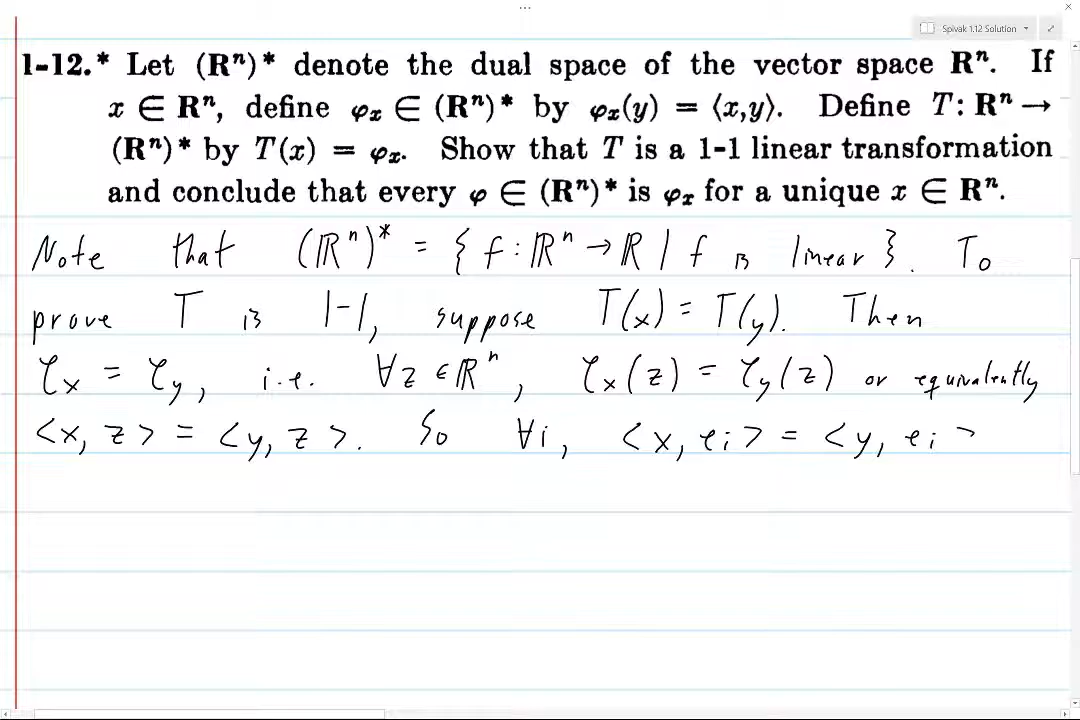 Spivak 1.12 Solution
1-12.* Let (Rⁿ)* denote the dual space of the vector space Rⁿ. If
x ∈ Rⁿ, define φₓ ∈ (Rⁿ)* by φₓ(y) = ⟨x,y⟩. Define T: Rⁿ →
(Rⁿ)* by T(x) = φₓ. Show that T is a 1-1 linear transformation
and conclude that every φ ∈ (Rⁿ)* is φₓ for a unique x ∈ Rⁿ.
Note that (ℝⁿ)* = { f : ℝⁿ → ℝ | f is linear }. To
prove T is 1-1, suppose T(x) = T(y). Then
φₓ = φ_y, i.e. ∀z ∈ ℝⁿ, φₓ(z) = φ_y(z) or equivalently
<x, z> = <y, z>. So ∀i, <x, eᵢ> = <y, eᵢ>